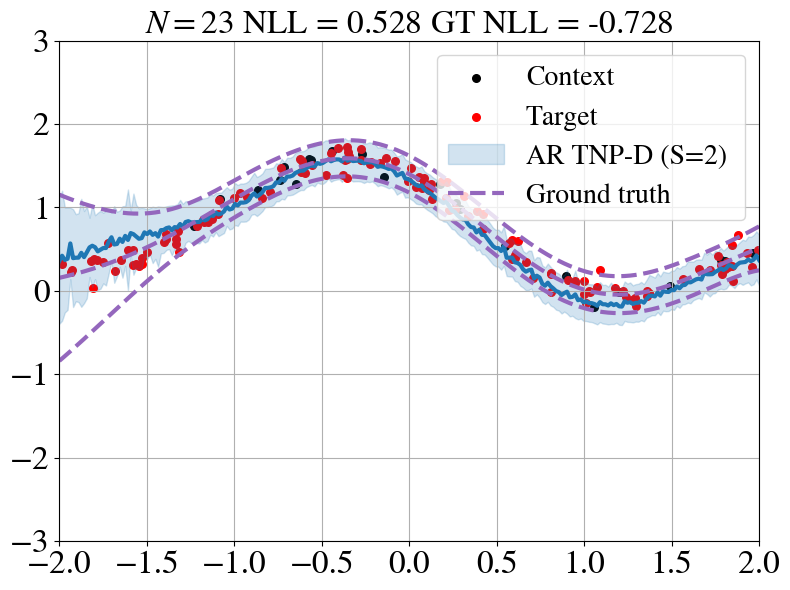 N = 23 NLL = 0.528 GT NLL = -0.728
Context
Target
AR TNP-D (S=2)
Ground truth
3
2
1
0
−1
−2
−3
−2.0 −1.5 −1.0 −0.5 0.0 0.5 1.0 1.5 2.0